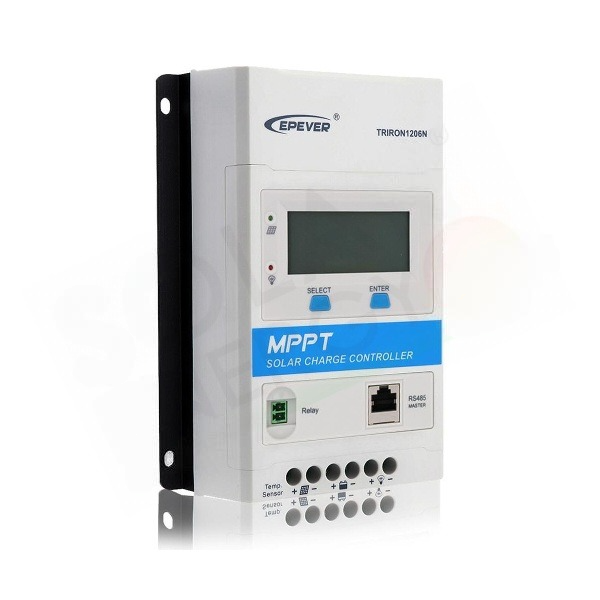 EPEVER ®
TRIRON1206N
SELECT
ENTER
MPPT
SOLAR CHARGE CONTROLLER
Relay
RS485
MASTER
Temp.
Sensor
+ − + − + −